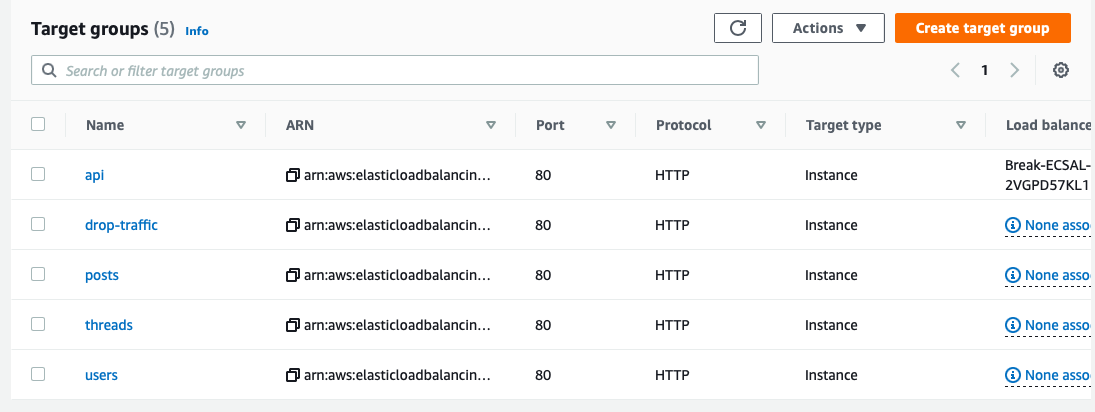 Target groups (5) Info Actions Create target group
Search or filter target groups 1
Name ARN Port Protocol Target type Load balance
api arn:aws:elasticloadbalancin... 80 HTTP Instance Break-ECSAL-
2VGPD57KL1
drop-traffic arn:aws:elasticloadbalancin... 80 HTTP Instance None asso
posts arn:aws:elasticloadbalancin... 80 HTTP Instance None asso
threads arn:aws:elasticloadbalancin... 80 HTTP Instance None asso
users arn:aws:elasticloadbalancin... 80 HTTP Instance None asso